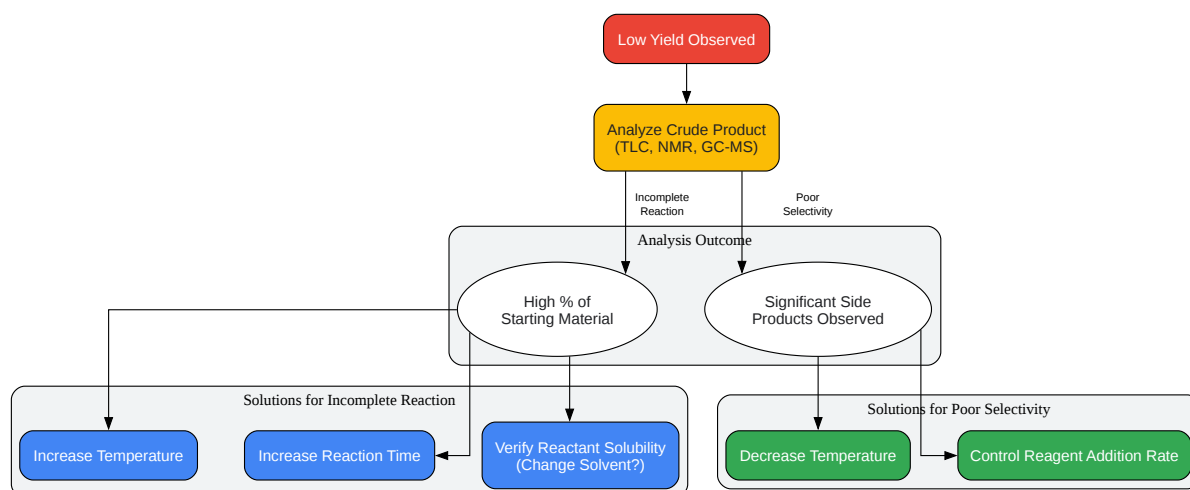 Low Yield Observed
Analyze Crude Product
(TLC, NMR, GC-MS)
Incomplete
Reaction
Poor
Selectivity
Analysis Outcome
High % of
Starting Material
Significant Side
Products Observed
Solutions for Incomplete Reaction
Increase Temperature
Increase Reaction Time
Verify Reactant Solubility
(Change Solvent?)
Solutions for Poor Selectivity
Decrease Temperature
Control Reagent Addition Rate